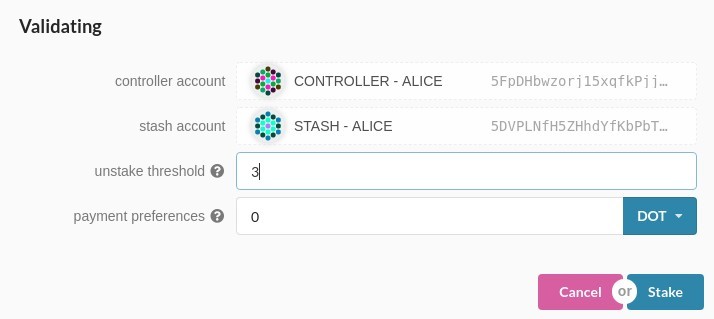 Validating
controller account CONTROLLER - ALICE 5FpDHbwzorj15xqfkPjj…
stash account STASH - ALICE 5DVPLNfH5ZHhdYfKbPbT…
unstake threshold ? 3
payment preferences ? 0 DOT
Cancel or Stake